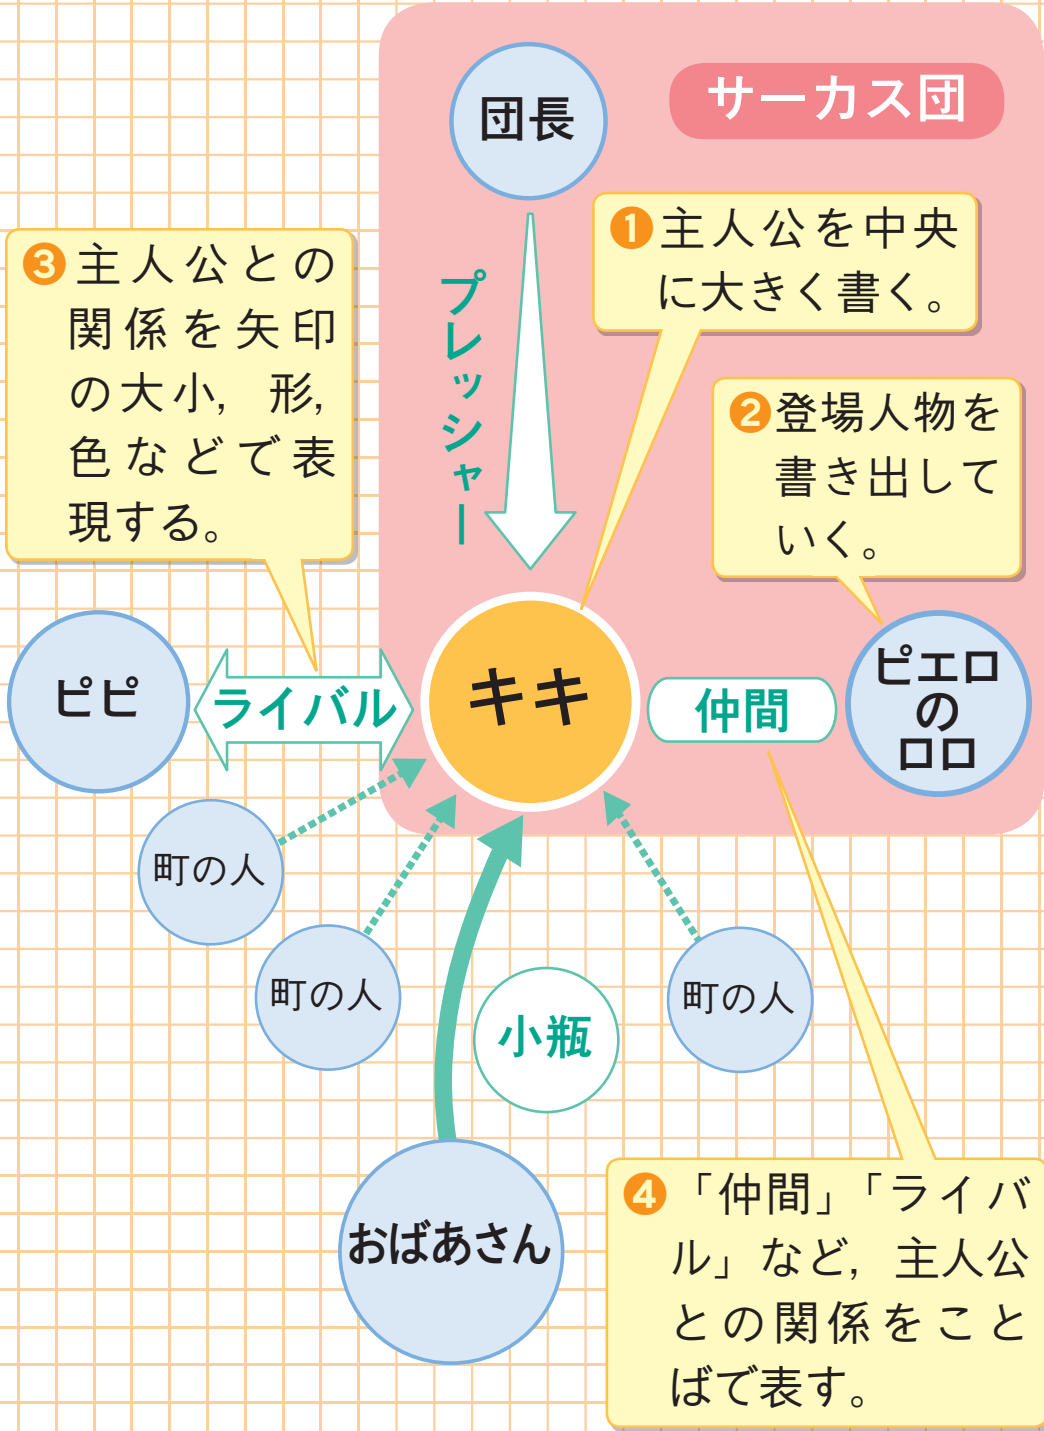 サーカス団
団長
プレッシャー
❶主人公を中央
に大きく書く。
❷登場人物を
書き出して
いく。
❸主人公との
関係を矢印
の大小，形，
色などで表
現する。
ピピ
ライバル
キキ
仲間
ピエロ
の
ロロ
町の人
町の人
町の人
小瓶
おばあさん
❹「仲間」「ライバ
ル」など，主人公
との関係をこと
ばで表す。